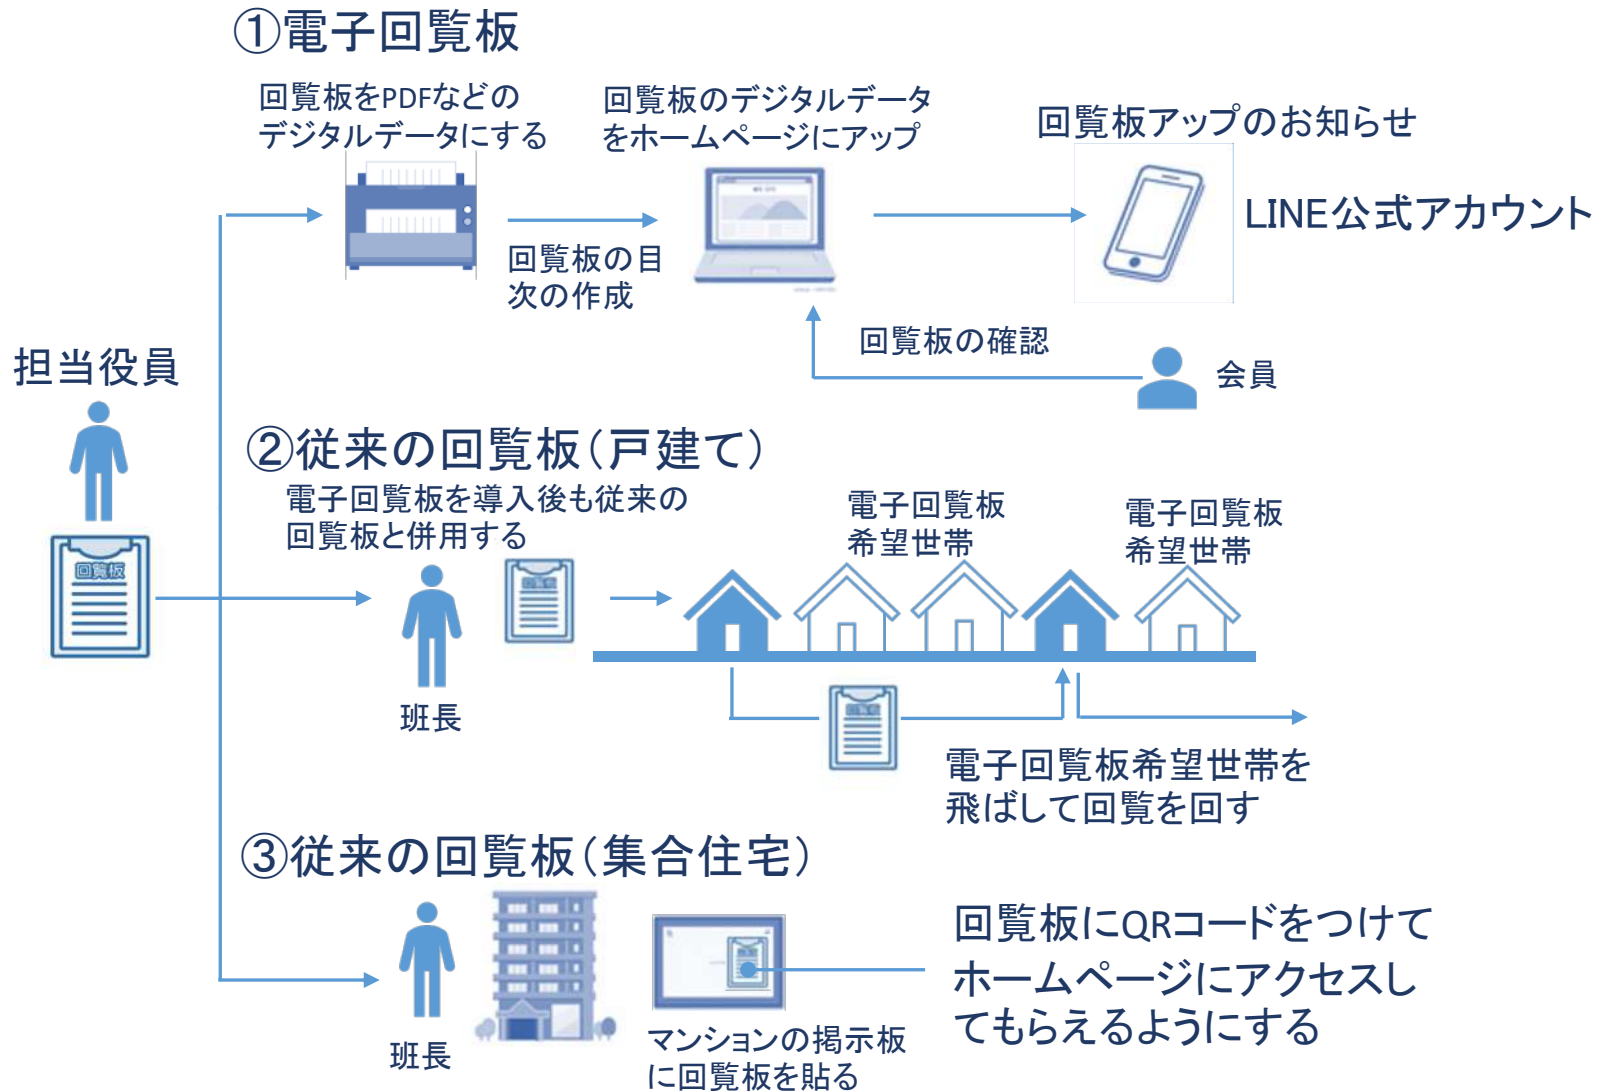 ①電子回覧板
回覧板をPDFなどの
デジタルデータにする
回覧板のデジタルデータ
をホームページにアップ
回覧板アップのお知らせ
LINE公式アカウント
回覧板の目
次の作成
回覧板の確認
会員
担当役員
回覧板
②従来の回覧板(戸建て)
電子回覧板を導入後も従来の
回覧板と併用する
電子回覧板
希望世帯
電子回覧板
希望世帯
回覧板
班長
回覧板
電子回覧板希望世帯を
飛ばして回覧を回す
③従来の回覧板(集合住宅)
班長
マンションの掲示板
に回覧板を貼る
回覧板にQRコードをつけて
ホームページにアクセスし
てもらえるようにする